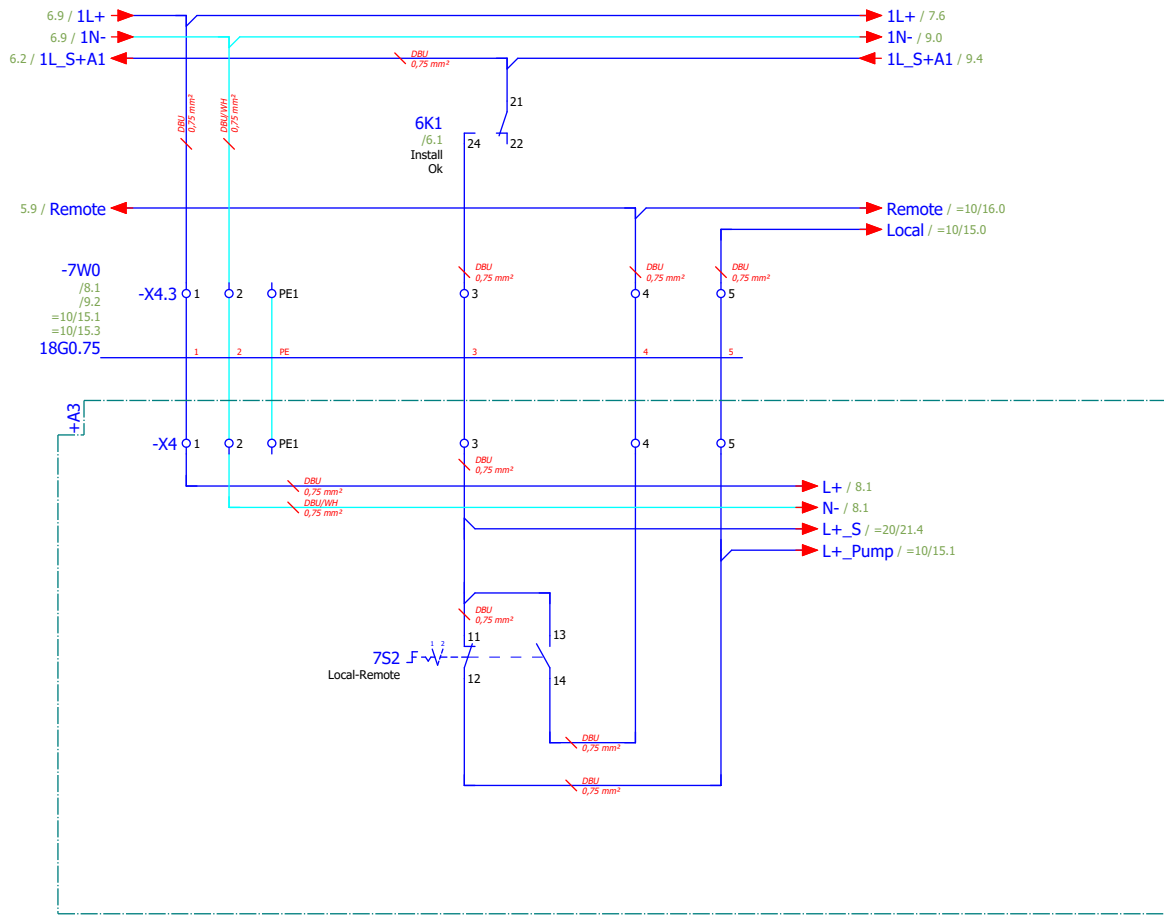 6.9 / 1L+
1L+ / 7.6
6.9 / 1N-
1N- / 9.0
6.2 / 1L_S+A1
DBU
0,75 mm²
1L_S+A1 / 9.4
DBU
0,75 mm²
DBU/WH
0,75 mm²
21
6K1
/6.1
Install
Ok
24
22
5.9 / Remote
Remote / =10/16.0
Local / =10/15.0
-7W0
/8.1
/9.2
=10/15.1
=10/15.3
18G0.75
DBU
0,75 mm²
DBU
0,75 mm²
DBU
0,75 mm²
-X4.3
1
2
PE1
3
4
5
1
2
PE
3
4
5
+A3
-X4
1
2
PE1
3
4
5
DBU
0,75 mm²
DBU
0,75 mm²
L+ / 8.1
DBU/WH
0,75 mm²
N- / 8.1
L+_S / =20/21.4
L+_Pump / =10/15.1
DBU
0,75 mm²
11
13
1 2
7S2
Local-Remote
12
14
DBU
0,75 mm²
DBU
0,75 mm²